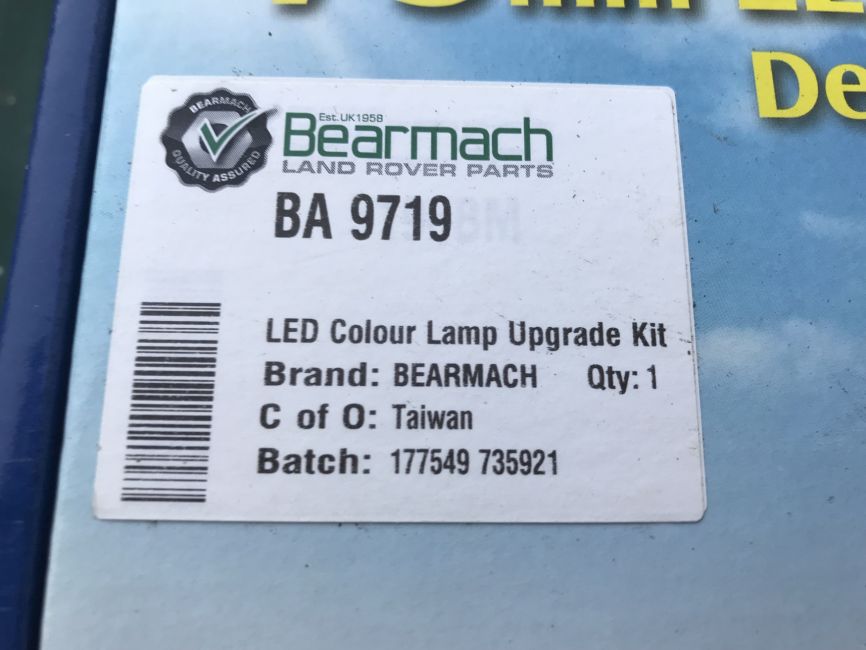 De
BEARMACH
QUALITY ASSURED
Est.UK1958
Bearmach
LAND ROVER PARTS
BA 9719
LED Colour Lamp Upgrade Kit
Brand: BEARMACH Qty: 1
C of O: Taiwan
Batch: 177549 735921